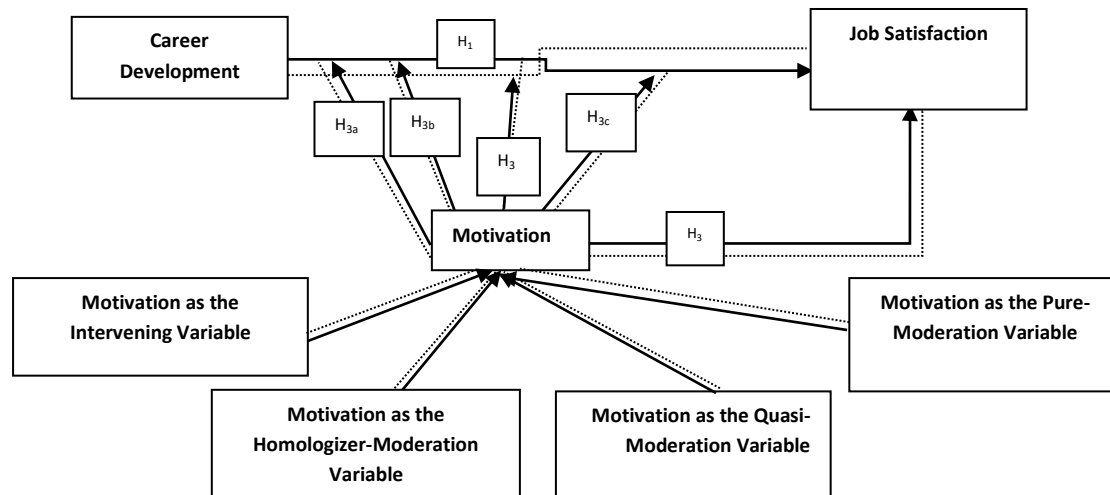 Career
Development
H1
Job Satisfaction
H3a
H3b
H3
H3c
Motivation
H3
Motivation as the
Intervening Variable
Motivation as the Pure-
Moderation Variable
Motivation as the
Homologizer-Moderation
Variable
Motivation as the Quasi-
Moderation Variable